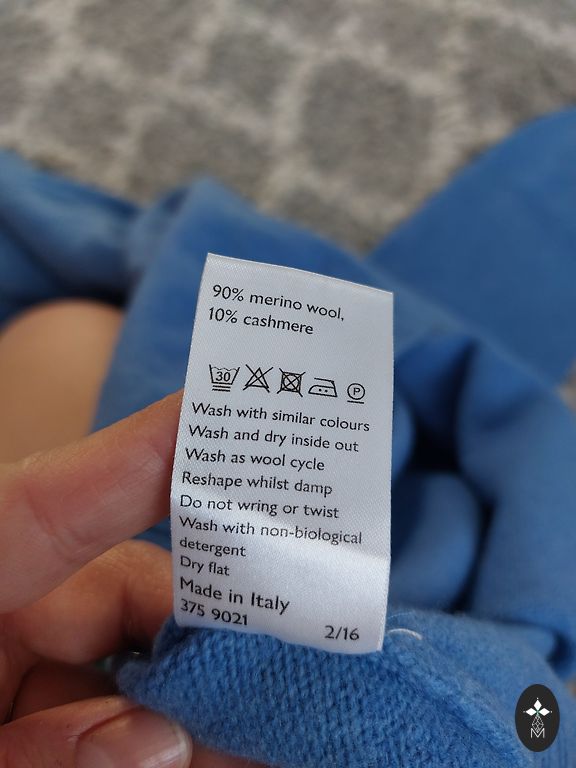 90% merino wool,
10% cashmere
30
P
Wash with similar colours
Wash and dry inside out
Wash as wool cycle
Reshape whilst damp
Do not wring or twist
Wash with non-biological
detergent
Dry flat
Made in Italy
375 9021
2/16
M